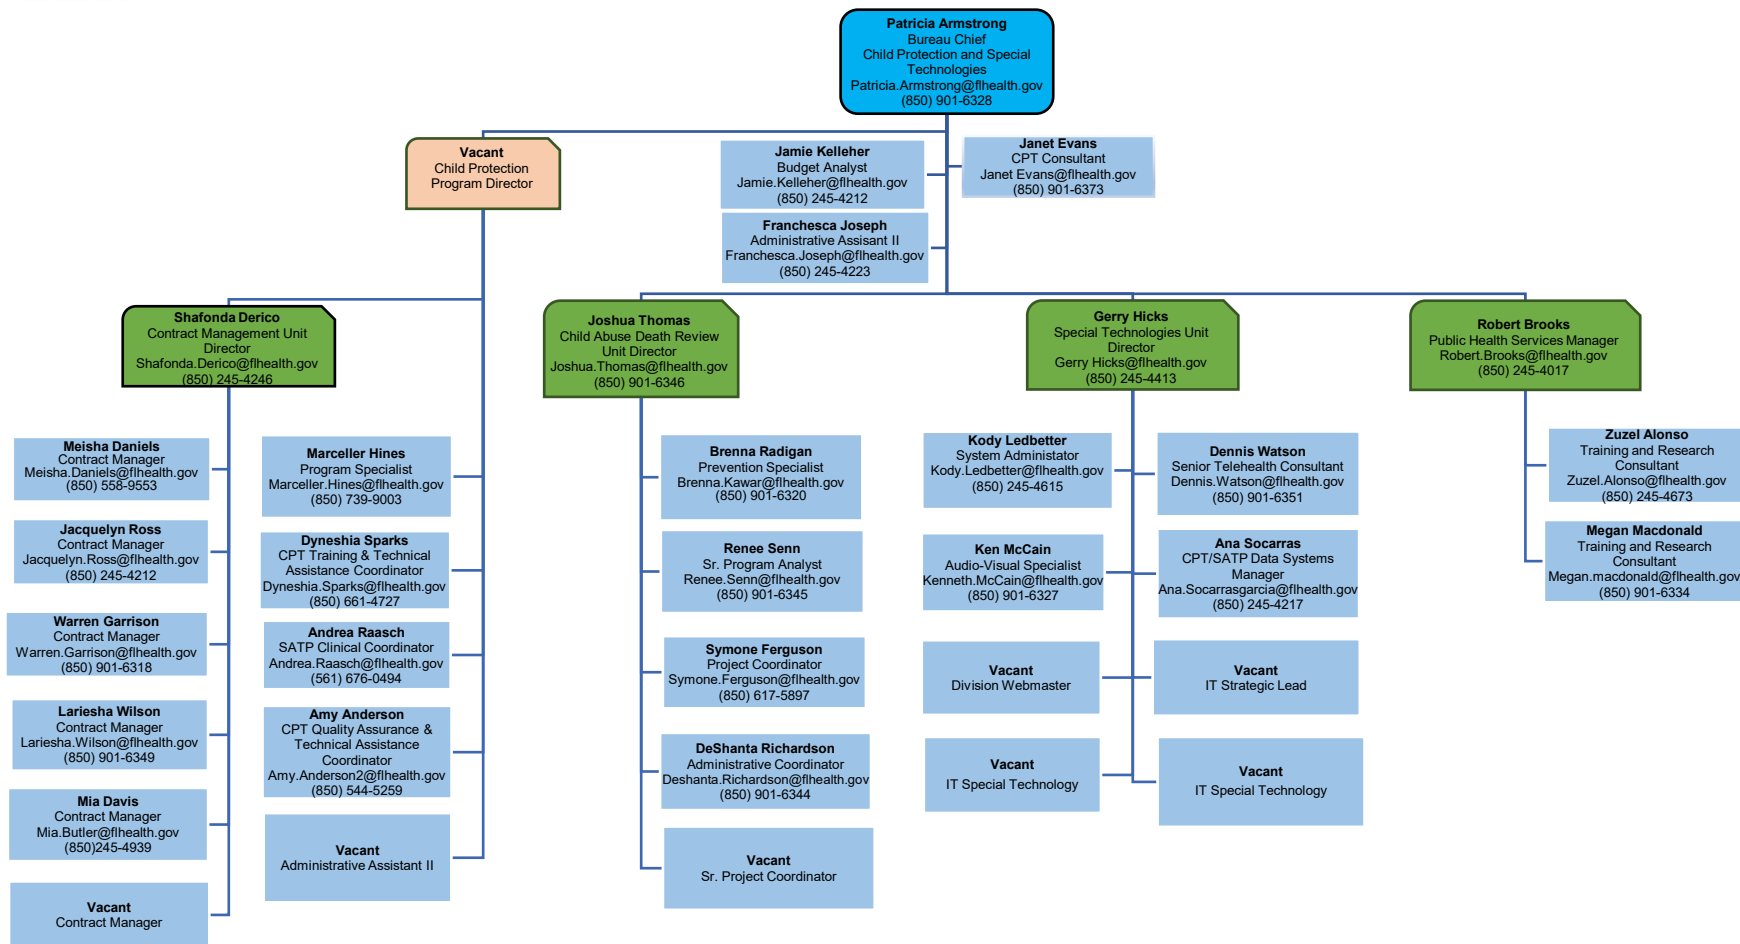 Patricia Armstrong
Bureau Chief
Child Protection and Special
Technologies
Patricia.Armstrong@flhealth.gov
(850) 901-6328
Vacant
Child Protection
Program Director
Jamie Kelleher
Budget Analyst
Jamie.Kelleher@flhealth.gov
(850) 245-4212
Janet Evans
CPT Consultant
Janet Evans@flhealth.gov
(850) 901-6373
Franchesca Joseph
Administrative Assisant II
Franchesca.Joseph@flhealth.gov
(850) 245-4223
Shafonda Derico
Contract Management Unit
Director
Shafonda.Derico@flhealth.gov
(850) 245-4246
Joshua Thomas
Child Abuse Death Review
Unit Director
Joshua.Thomas@flhealth.gov
(850) 901-6346
Gerry Hicks
Special Technologies Unit
Director
Gerry Hicks@flhealth.gov
(850) 245-4413
Robert Brooks
Public Health Services Manager
Robert.Brooks@flhealth.gov
(850) 245-4017
Meisha Daniels
Contract Manager
Meisha.Daniels@flhealth.gov
(850) 558-9553
Jacquelyn Ross
Contract Manager
Jacquelyn.Ross@flhealth.gov
(850) 245-4212
Warren Garrison
Contract Manager
Warren.Garrison@flhealth.gov
(850) 901-6318
Lariesha Wilson
Contract Manager
Lariesha.Wilson@flhealth.gov
(850) 901-6349
Mia Davis
Contract Manager
Mia.Butler@flhealth.gov
(850)245-4939
Vacant
Contract Manager
Marceller Hines
Program Specialist
Marceller.Hines@flhealth.gov
(850) 739-9003
Dyneshia Sparks
CPT Training & Technical
Assistance Coordinator
Dyneshia.Sparks@flhealth.gov
(850) 661-4727
Andrea Raasch
SATP Clinical Coordinator
Andrea.Raasch@flhealth.gov
(561) 676-0494
Amy Anderson
CPT Quality Assurance &
Technical Assistance
Coordinator
Amy.Anderson2@flhealth.gov
(850) 544-5259
Vacant
Administrative Assistant II
Brenna Radigan
Prevention Specialist
Brenna.Kawar@flhealth.gov
(850) 901-6320
Renee Senn
Sr. Program Analyst
Renee.Senn@flhealth.gov
(850) 901-6345
Symone Ferguson
Project Coordinator
Symone.Ferguson@flhealth.gov
(850) 617-5897
DeShanta Richardson
Administrative Coordinator
Deshanta.Richardson@flhealth.gov
(850) 901-6344
Vacant
Sr. Project Coordinator
Kody Ledbetter
System Administator
Kody.Ledbetter@flhealth.gov
(850) 245-4615
Dennis Watson
Senior Telehealth Consultant
Dennis.Watson@flhealth.gov
(850) 901-6351
Ken McCain
Audio-Visual Specialist
Kenneth.McCain@flhealth.gov
(850) 901-6327
Ana Socarras
CPT/SATP Data Systems
Manager
Ana.Socarrasgarcia@flhealth.gov
(850) 245-4217
Vacant
Division Webmaster
Vacant
IT Strategic Lead
Vacant
IT Special Technology
Vacant
IT Special Technology
Zuzel Alonso
Training and Research
Consultant
Zuzel.Alonso@flhealth.gov
(850) 245-4673
Megan Macdonald
Training and Research
Consultant
Megan.macdonald@flhealth.gov
(850) 901-6334